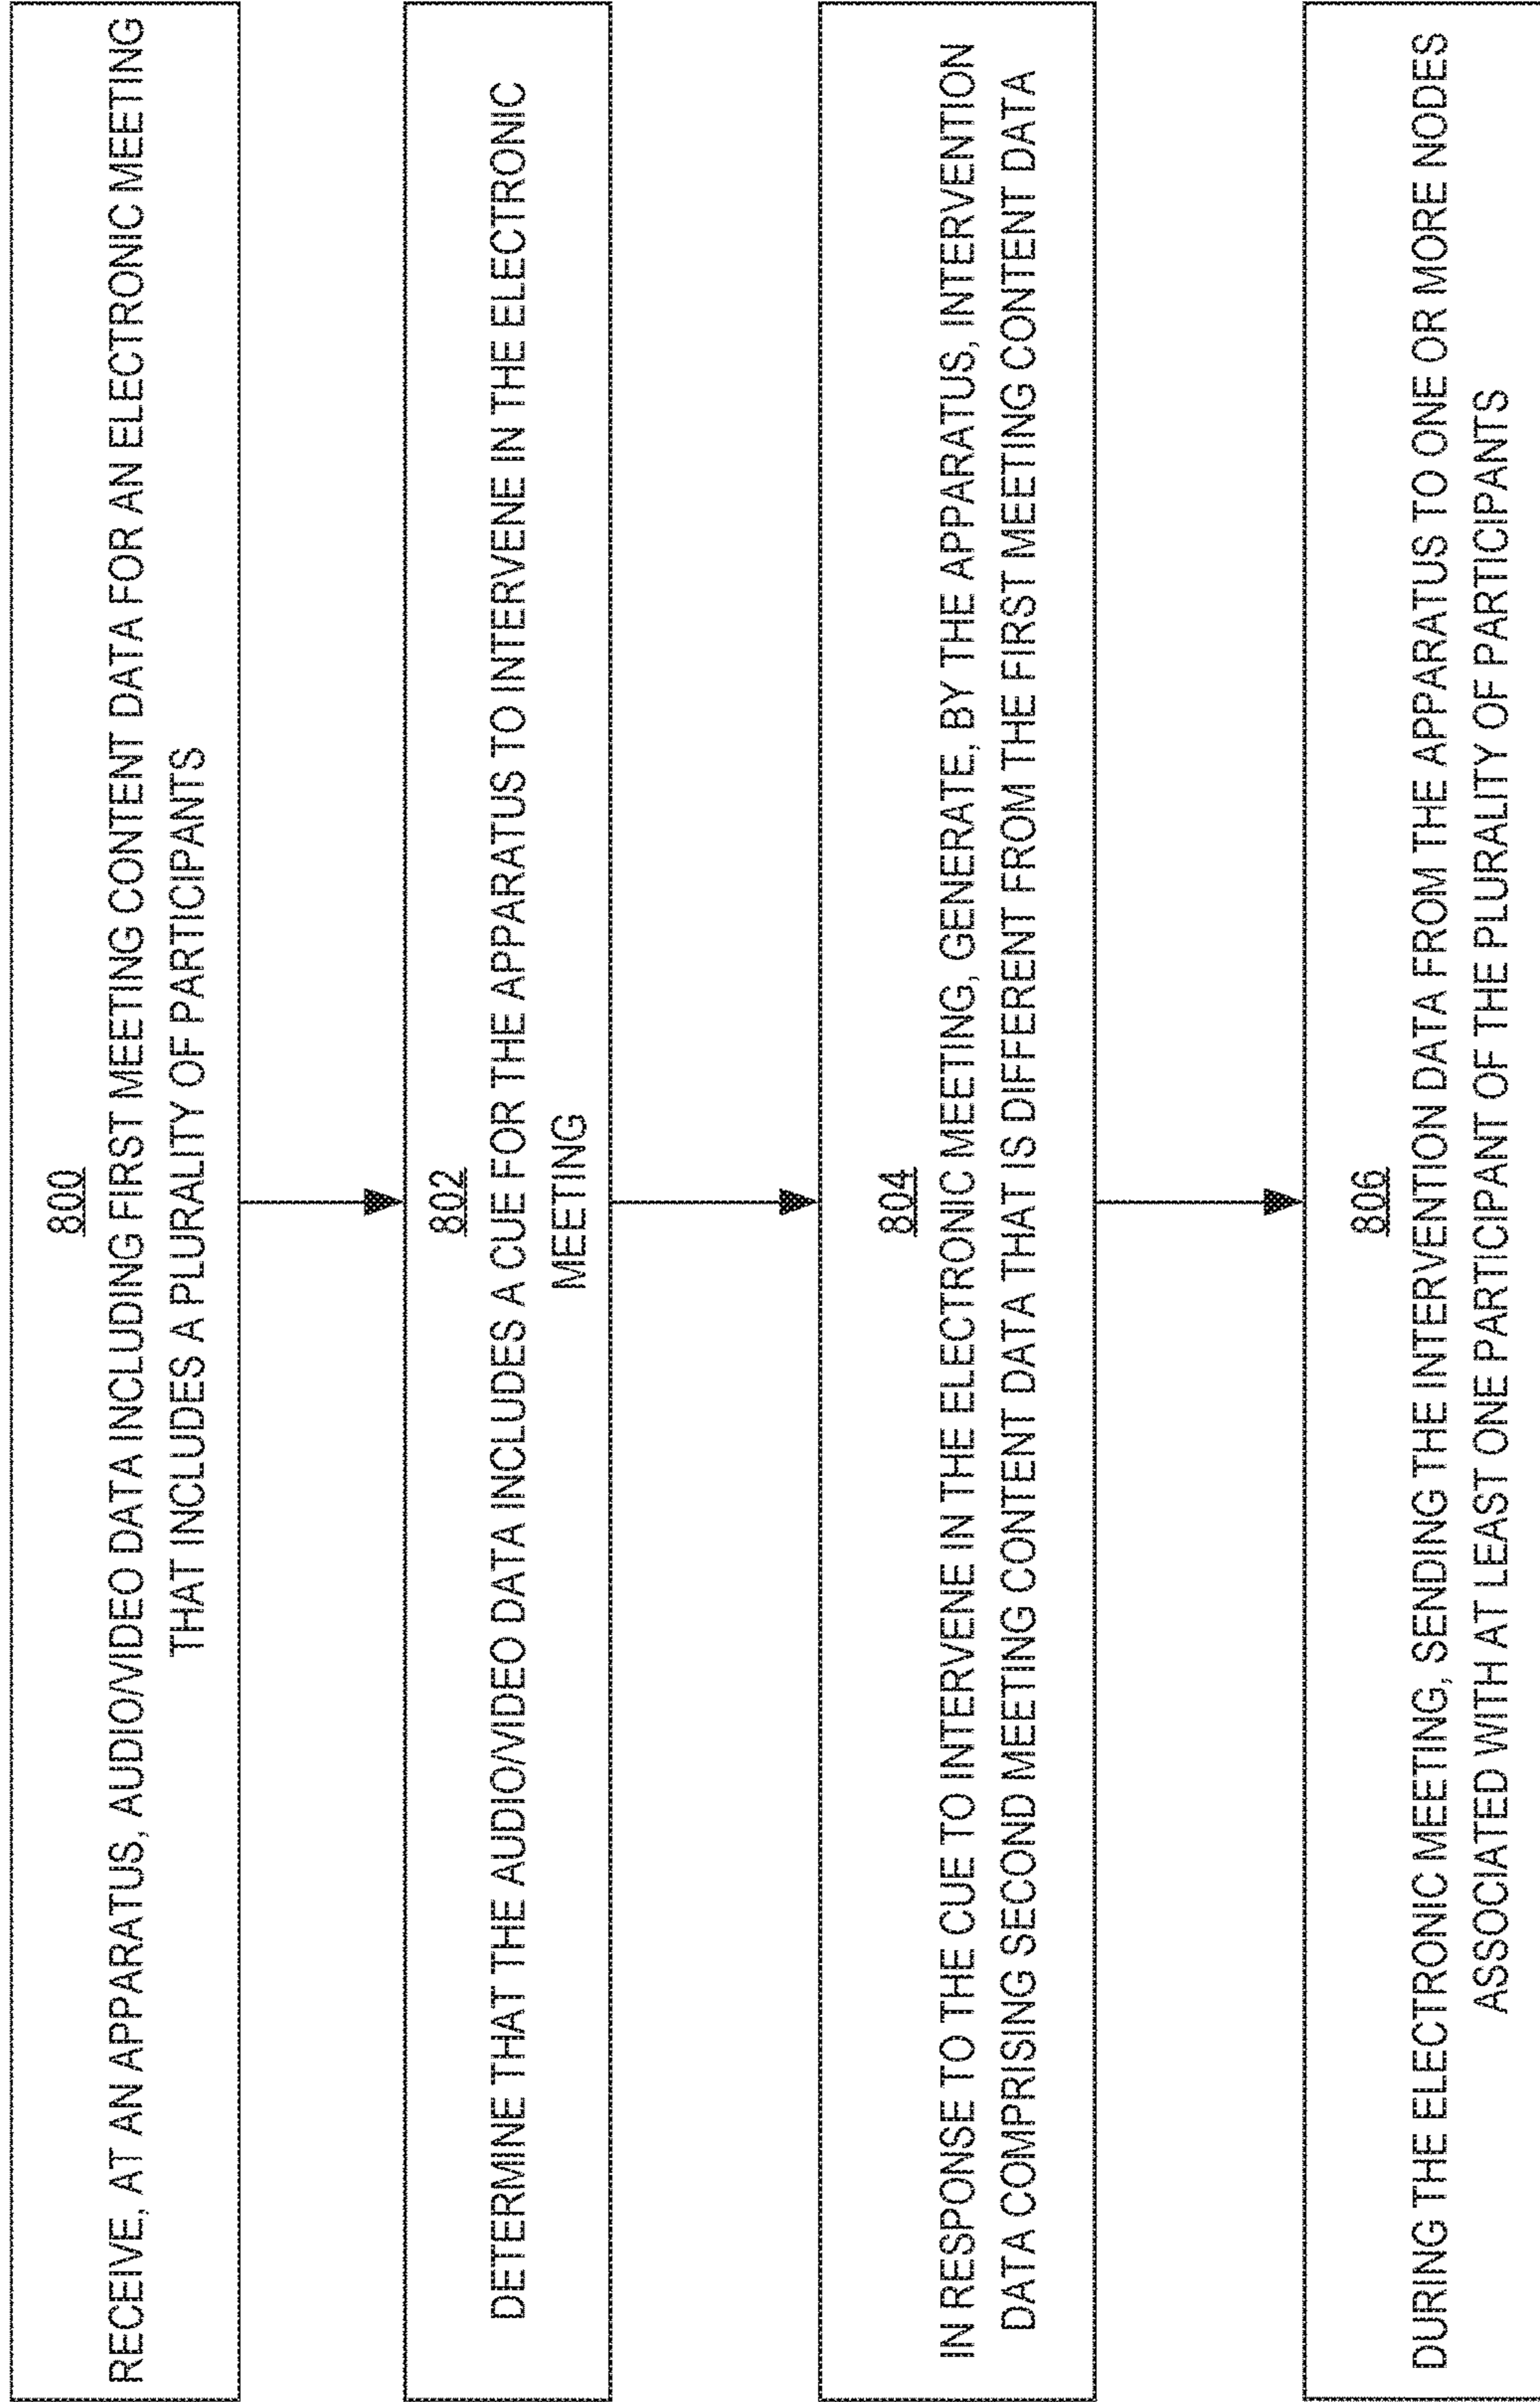 800
RECEIVE, AT AN APPARATUS, AUDIO/VIDEO DATA INCLUDING FIRST MEETING CONTENT DATA FOR AN ELECTRONIC MEETING
THAT INCLUDES A PLURALITY OF PARTICIPANTS
802
DETERMINE THAT THE AUDIO/VIDEO DATA INCLUDES A CUE FOR THE APPARATUS TO INTERVENE IN THE ELECTRONIC
MEETING
804
IN RESPONSE TO THE CUE TO INTERVENE IN THE ELECTRONIC MEETING, GENERATE, BY THE APPARATUS, INTERVENTION
DATA COMPRISING SECOND MEETING CONTENT DATA THAT IS DIFFERENT FROM THE FIRST MEETING CONTENT DATA
806
DURING THE ELECTRONIC MEETING, SENDING THE INTERVENTION DATA FROM THE APPARATUS TO ONE OR MORE NODES
ASSOCIATED WITH AT LEAST ONE PARTICIPANT OF THE PLURALITY OF PARTICIPANTS